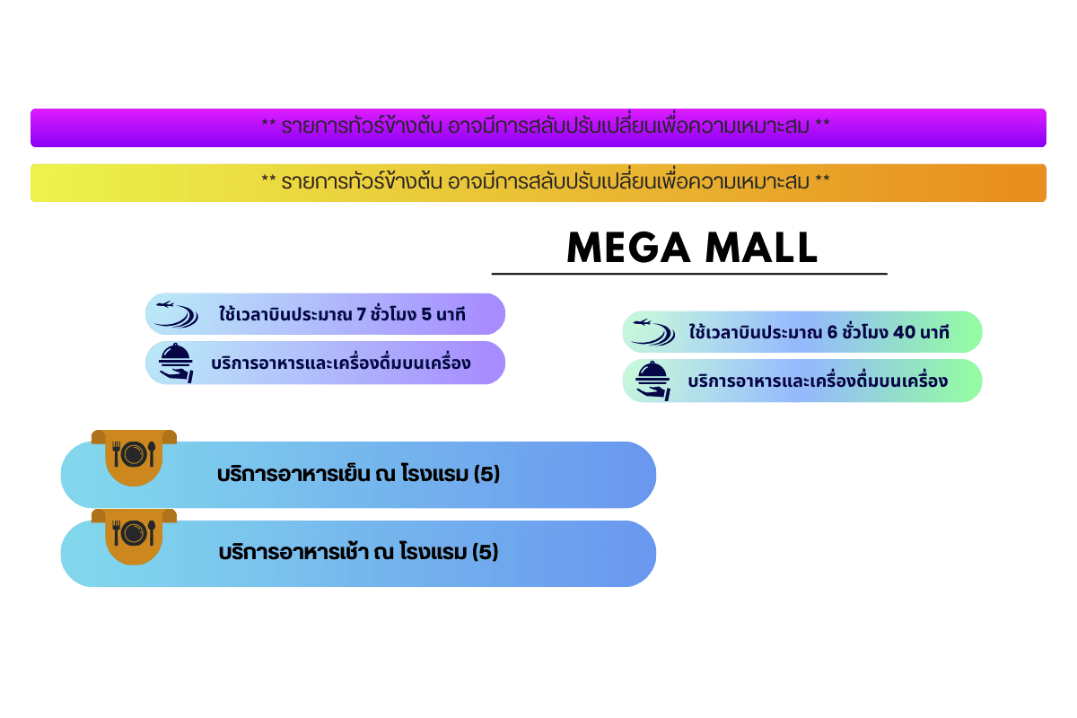 ** รายการทัวร์ข้างต้น อาจมีการสลับปรับเปลี่ยนเพื่อความเหมาะสม **
** รายการทัวร์ข้างต้น อาจมีการสลับปรับเปลี่ยนเพื่อความเหมาะสม **
MEGA MALL
ใช้เวลาบินประมาณ 7 ชั่วโมง 5 นาที
บริการอาหารและเครื่องดื่มบนเครื่อง
ใช้เวลาบินประมาณ 6 ชั่วโมง 40 นาที
บริการอาหารและเครื่องดื่มบนเครื่อง
บริการอาหารเย็น ณ โรงแรม (5)
บริการอาหารเช้า ณ โรงแรม (5)